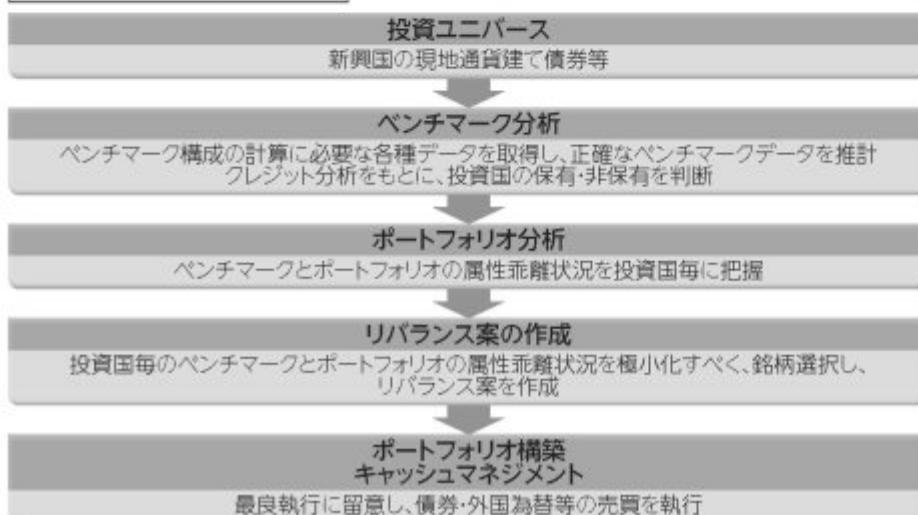 投資ユニバース
新興国の現地通貨建て債券等
ベンチマーク分析
ベンチマーク構成の計算に必要な各種データを取得し、正確なベンチマークデータを推計
クレジット分析をもとに、投資国の保有・非保有を判断
ポートフォリオ分析
ベンチマークとポートフォリオの属性乖離状況を投資国毎に把握
リバランス案の作成
投資国毎のベンチマークとポートフォリオの属性乖離状況を極小化すべく、銘柄選択し、
リバランス案を作成
ポートフォリオ構築
キャッシュマネジメント
最良執行に留意し、債券・外国為替等の売買を執行